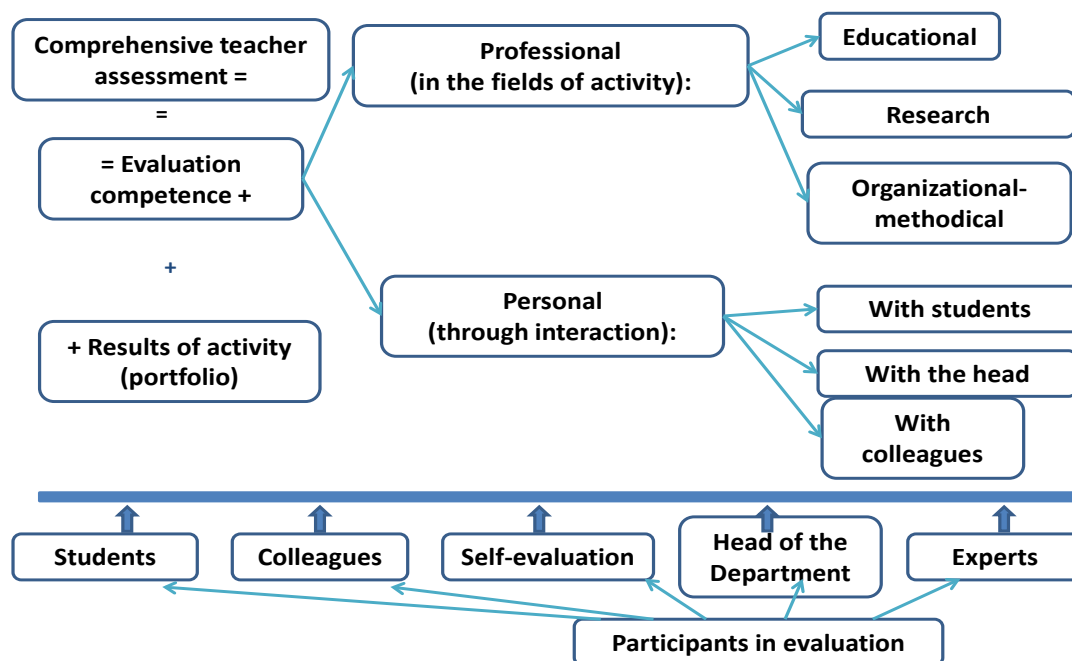 Comprehensive teacher
assessment =
=
= Evaluation
competence +
+
+ Results of activity
(portfolio)
Professional
(in the fields of activity):
Educational
Research
Organizational-
methodical
Personal
(through interaction):
With students
With the head
With
colleagues
Students
Colleagues
Self-evaluation
Head of the
Department
Experts
Participants in evaluation